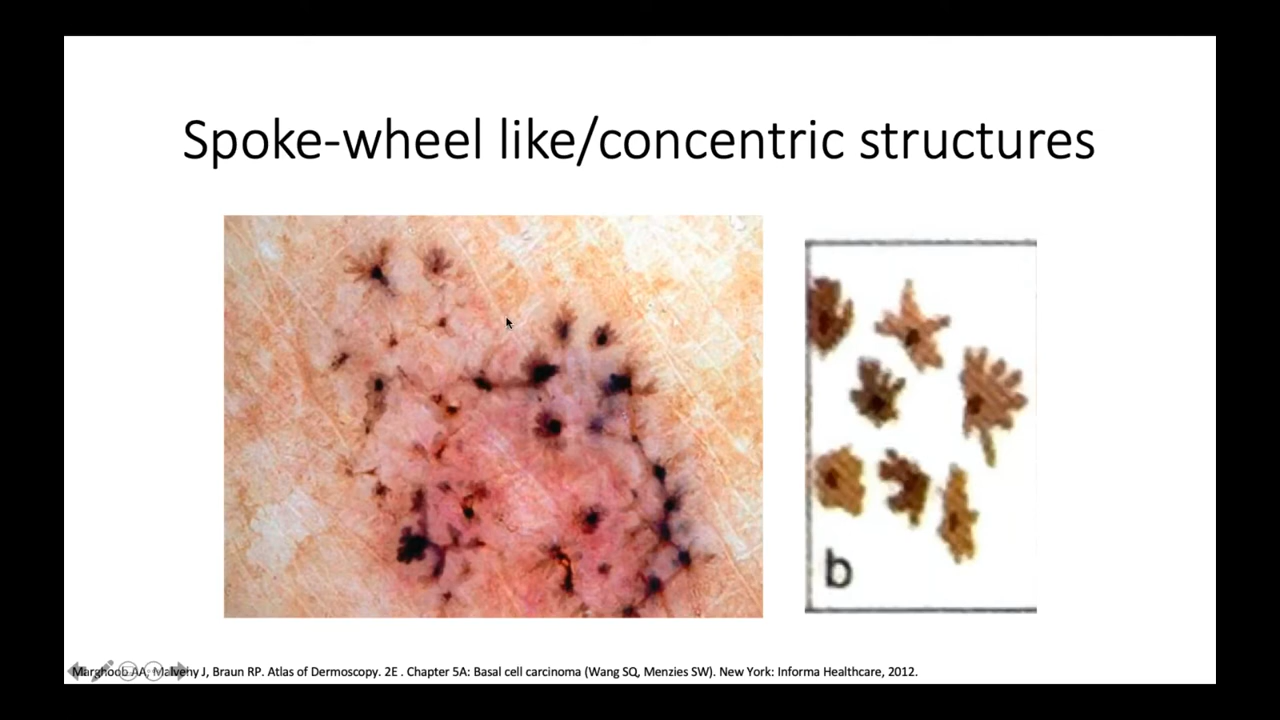 Spoke-wheel like/concentric structures
b
Marghoob AA, Malvehy J, Braun RP. Atlas of Dermoscopy. 2E . Chapter 5A: Basal cell carcinoma (Wang SQ, Menzies SW). New York: Informa Healthcare, 2012.